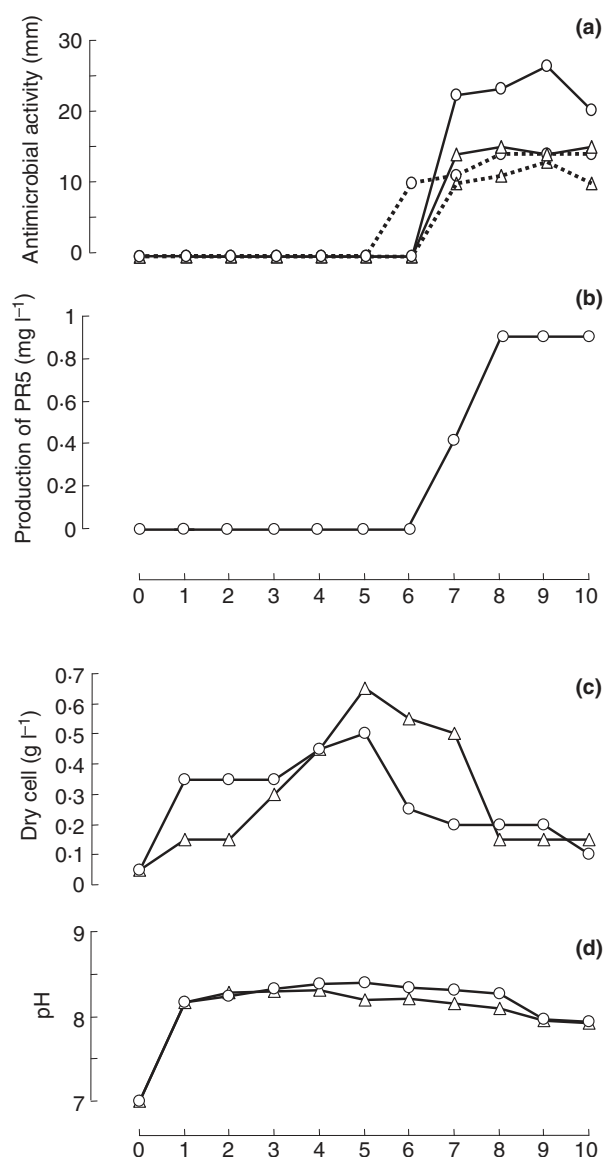 (a)
Antimicrobial activity (mm)
30
20
10
0
(b)
Production of PR5 (mg l⁻¹)
1
0·8
0·6
0·4
0·2
0
0 1 2 3 4 5 6 7 8 9 10
(c)
Dry cell (g l⁻¹)
0·7
0·6
0·5
0·4
0·3
0·2
0·1
0
(d)
pH
9
8
7
0 1 2 3 4 5 6 7 8 9 10